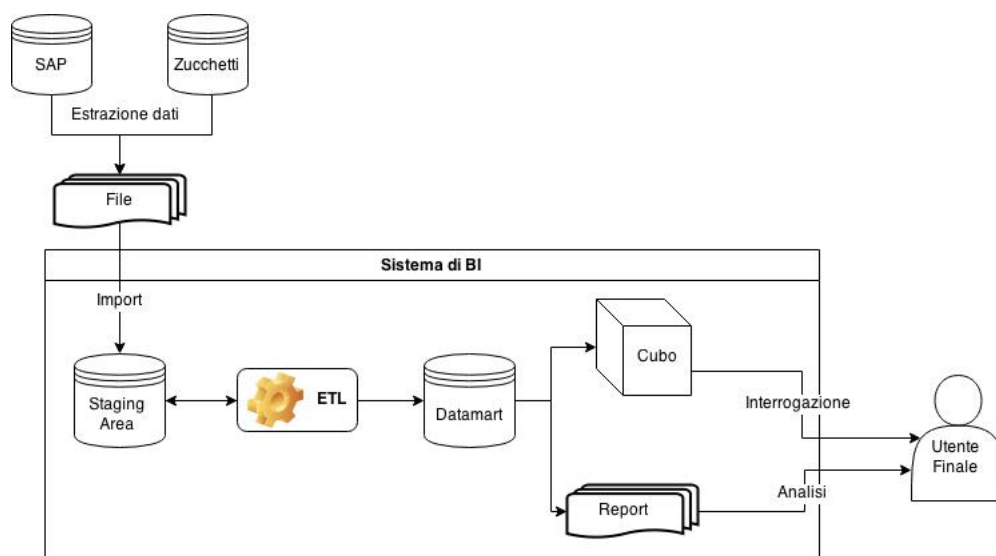 SAP
Zucchetti
Estrazione dati
File
Sistema di BI
Import
Staging
Area
ETL
Datamart
Cubo
Interrogazione
Utente
Finale
Report
Analisi